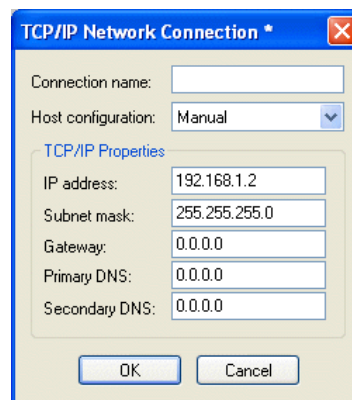 TCP/IP Network Connection *
Connection name:
Host configuration: Manual
TCP/IP Properties
IP address: 192.168.1.2
Subnet mask: 255.255.255.0
Gateway: 0.0.0.0
Primary DNS: 0.0.0.0
Secondary DNS: 0.0.0.0
OK Cancel